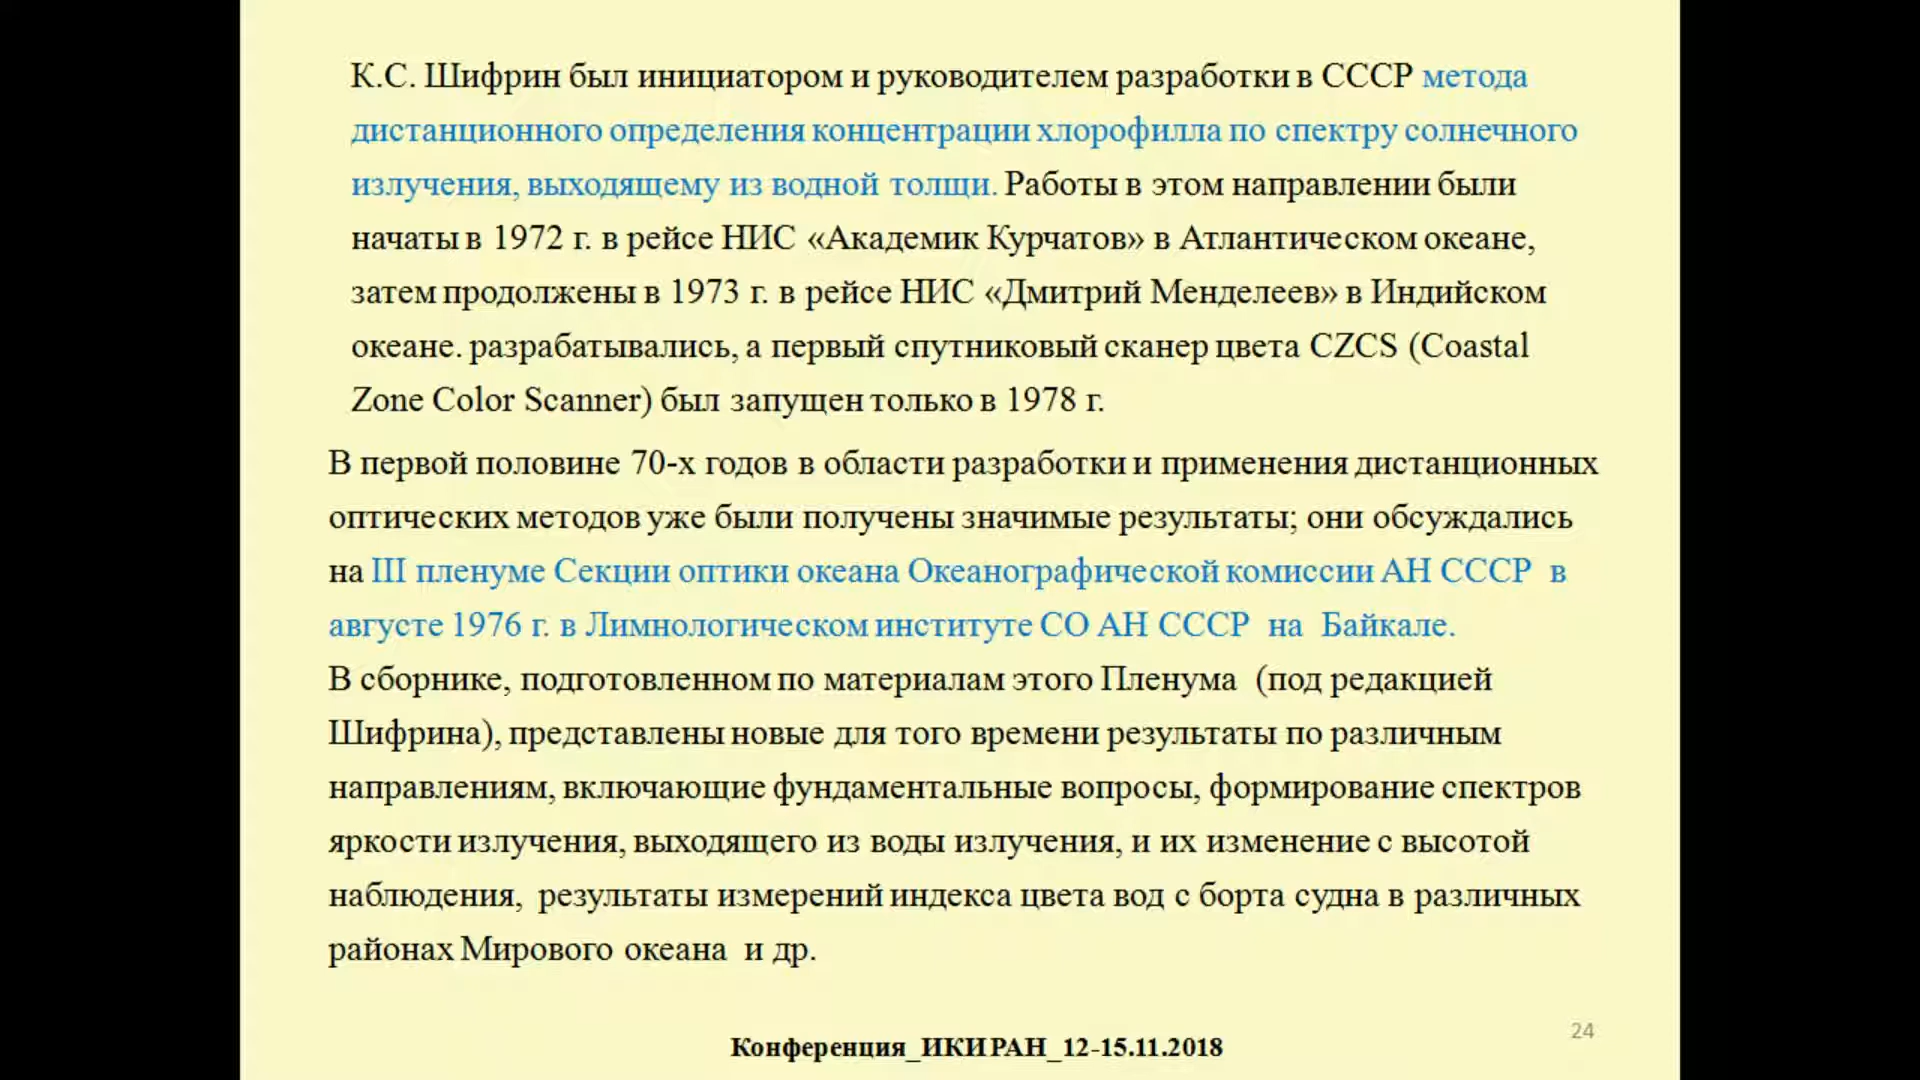 К.С. Шифрин был инициатором и руководителем разработки в СССР метода
дистанционного определения концентрации хлорофилла по спектру солнечного
излучения, выходящему из водной толщи. Работы в этом направлении были
начаты в 1972 г. в рейсе НИС «Академик Курчатов» в Атлантическом океане,
затем продолжены в 1973 г. в рейсе НИС «Дмитрий Менделеев» в Индийском
океане. разрабатывались, а первый спутниковый сканер цвета CZCS (Coastal
Zone Color Scanner) был запущен только в 1978 г.
В первой половине 70-х годов в области разработки и применения дистанционных
оптических методов уже были получены значимые результаты; они обсуждались
на III пленуме Секции оптики океана Океанографической комиссии АН СССР в
августе 1976 г. в Лимнологическом институте СО АН СССР на Байкале.
В сборнике, подготовленном по материалам этого Пленума (под редакцией
Шифрина), представлены новые для того времени результаты по различным
направлениям, включающие фундаментальные вопросы, формирование спектров
яркости излучения, выходящего из воды излучения, и их изменение с высотой
наблюдения, результаты измерений индекса цвета вод с борта судна в различных
районах Мирового океана и др.
24
Конференция_ИКИ РАН_12-15.11.2018